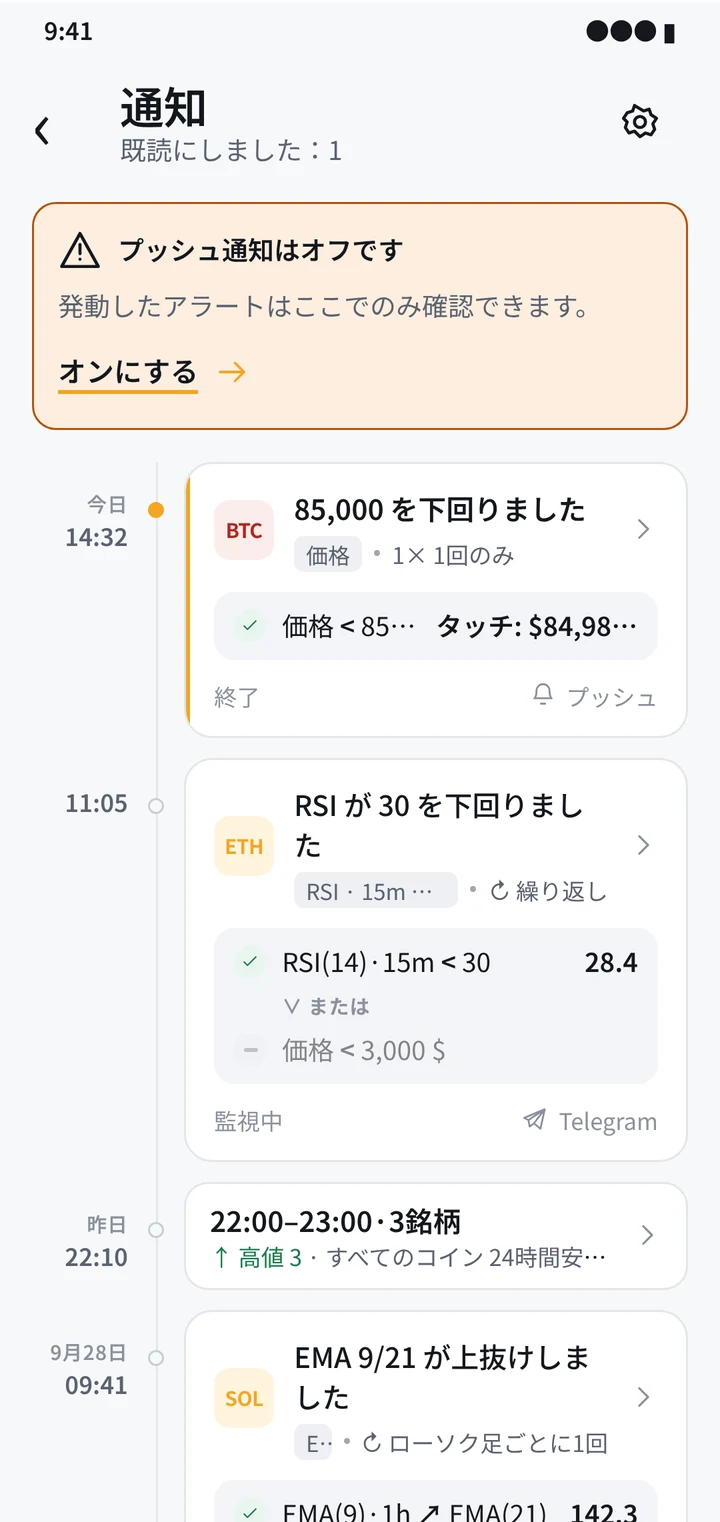 9:41
通知
既読にしました：1
プッシュ通知はオフです
発動したアラートはここでのみ確認できます。
オンにする →
今日
14:32
BTC
85,000 を下回りました
価格 • 1× 1回のみ
価格 < 85… タッチ: $84,98…
終了 プッシュ
11:05
ETH
RSI が 30 を下回りまし
た
RSI · 15m … • ↻ 繰り返し
RSI(14) · 15m < 30 28.4
∨ または
価格 < 3,000 $
監視中 Telegram
昨日
22:10
22:00–23:00 · 3銘柄
↑ 高値 3 · すべてのコイン 24時間安…
9月28日
09:41
SOL
EMA 9/21 が上抜けしま
した
E… • ↻ ローソク足ごとに1回
EMA(9) · 1h ↗ EMA(21) 142.3